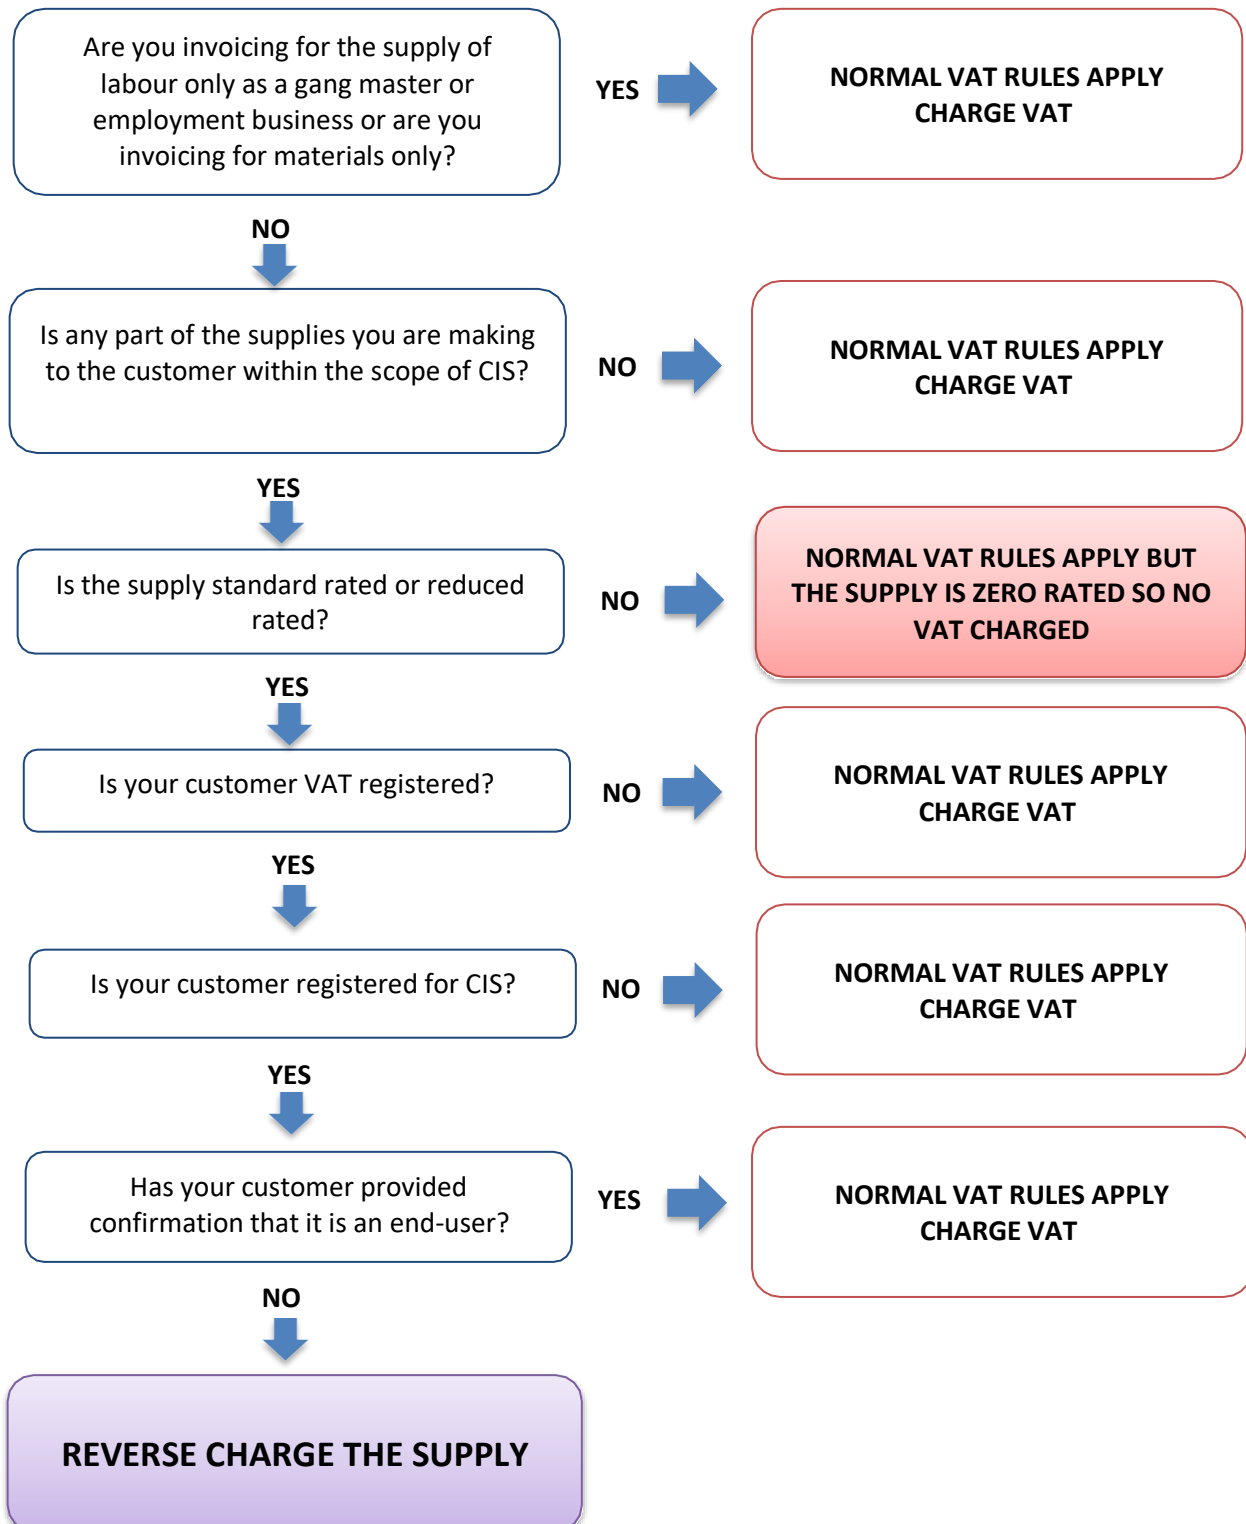 Are you invoicing for the supply of
labour only as a gang master or
employment business or are you
invoicing for materials only?
YES
NORMAL VAT RULES APPLY
CHARGE VAT
NO
Is any part of the supplies you are making
to the customer within the scope of CIS?
NO
NORMAL VAT RULES APPLY
CHARGE VAT
YES
Is the supply standard rated or reduced
rated?
NO
NORMAL VAT RULES APPLY BUT
THE SUPPLY IS ZERO RATED SO NO
VAT CHARGED
YES
Is your customer VAT registered?
NO
NORMAL VAT RULES APPLY
CHARGE VAT
YES
Is your customer registered for CIS?
NO
NORMAL VAT RULES APPLY
CHARGE VAT
YES
Has your customer provided
confirmation that it is an end-user?
YES
NORMAL VAT RULES APPLY
CHARGE VAT
NO
REVERSE CHARGE THE SUPPLY